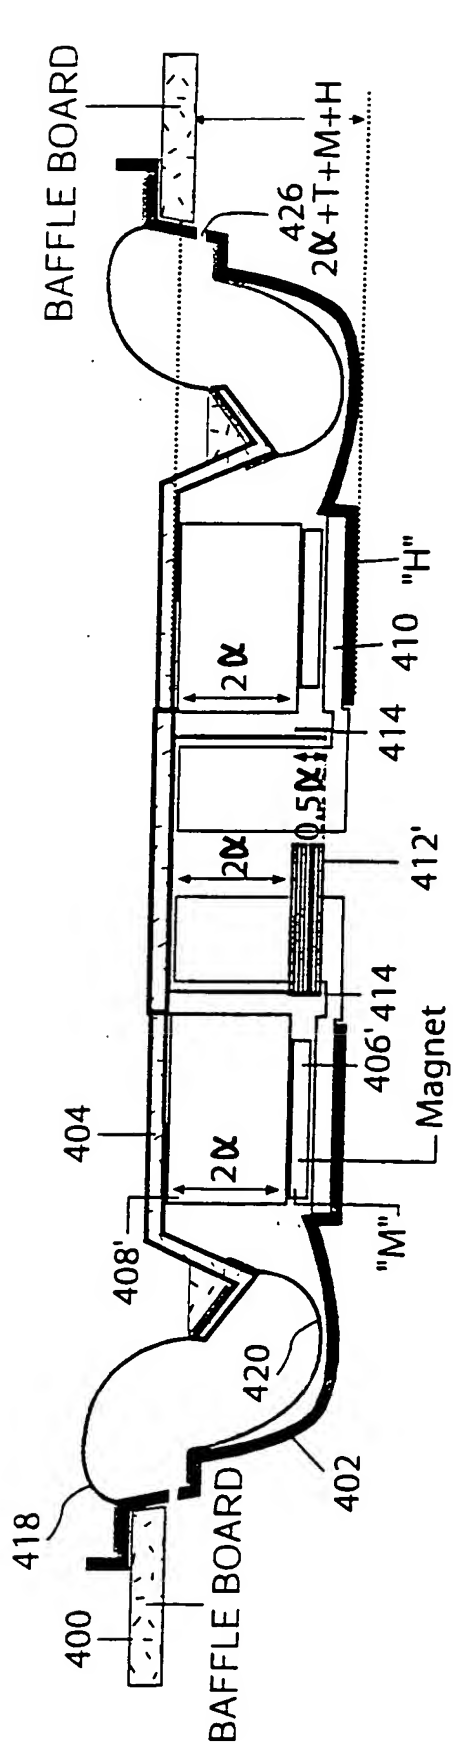 418
400
BAFFLE BOARD
402
420
408'
404
2α
"M"
Magnet
406'
414
2α
412'
0.5α
414
2α
410
"H"
BAFFLE BOARD
426
2α+T+M+H